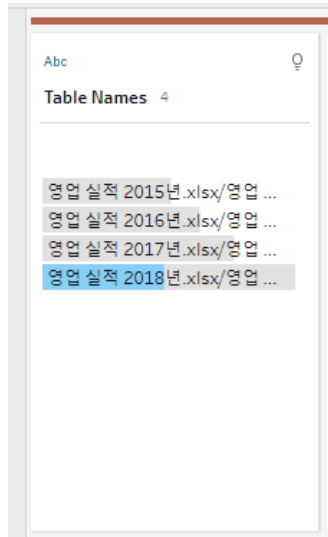 Abc
Table Names 4
영업 실적 2015년.xlsx/영업 ...
영업 실적 2016년.xlsx/영업 ...
영업 실적 2017년.xlsx/영업 ...
영업 실적 2018년.xlsx/영업 ...